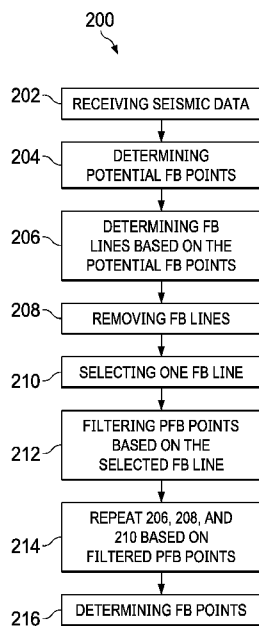 200
202
RECEIVING SEISMIC DATA
204
DETERMINING
POTENTIAL FB POINTS
206
DETERMINING FB
LINES BASED ON THE
POTENTIAL FB POINTS
208
REMOVING FB LINES
210
SELECTING ONE FB LINE
212
FILTERING PFB POINTS
BASED ON THE
SELECTED FB LINE
214
REPEAT 206, 208, AND
210 BASED ON
FILTERED PFB POINTS
216
DETERMINING FB POINTS